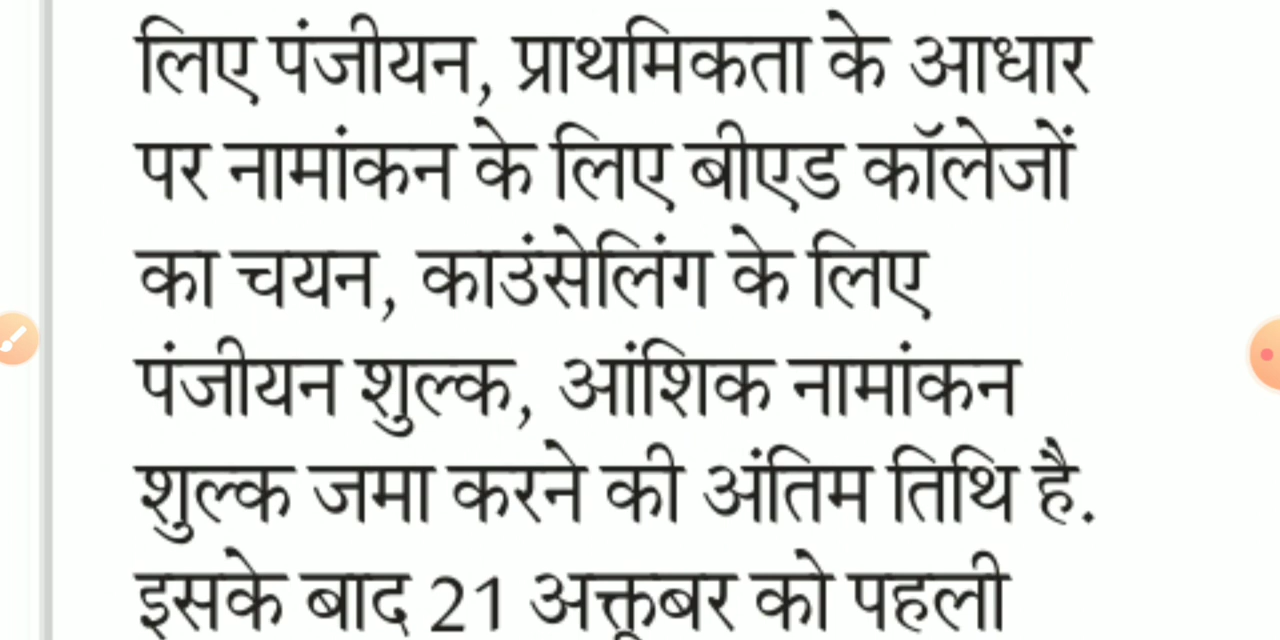 लिए पंजीयन, प्राथमिकता के आधार
पर नामांकन के लिए बीएड कॉलेजों
का चयन, काउंसेलिंग के लिए
पंजीयन शुल्क, आंशिक नामांकन
शुल्क जमा करने की अंतिम तिथि है.
इसके बाद 21 अक्तूबर को पहली